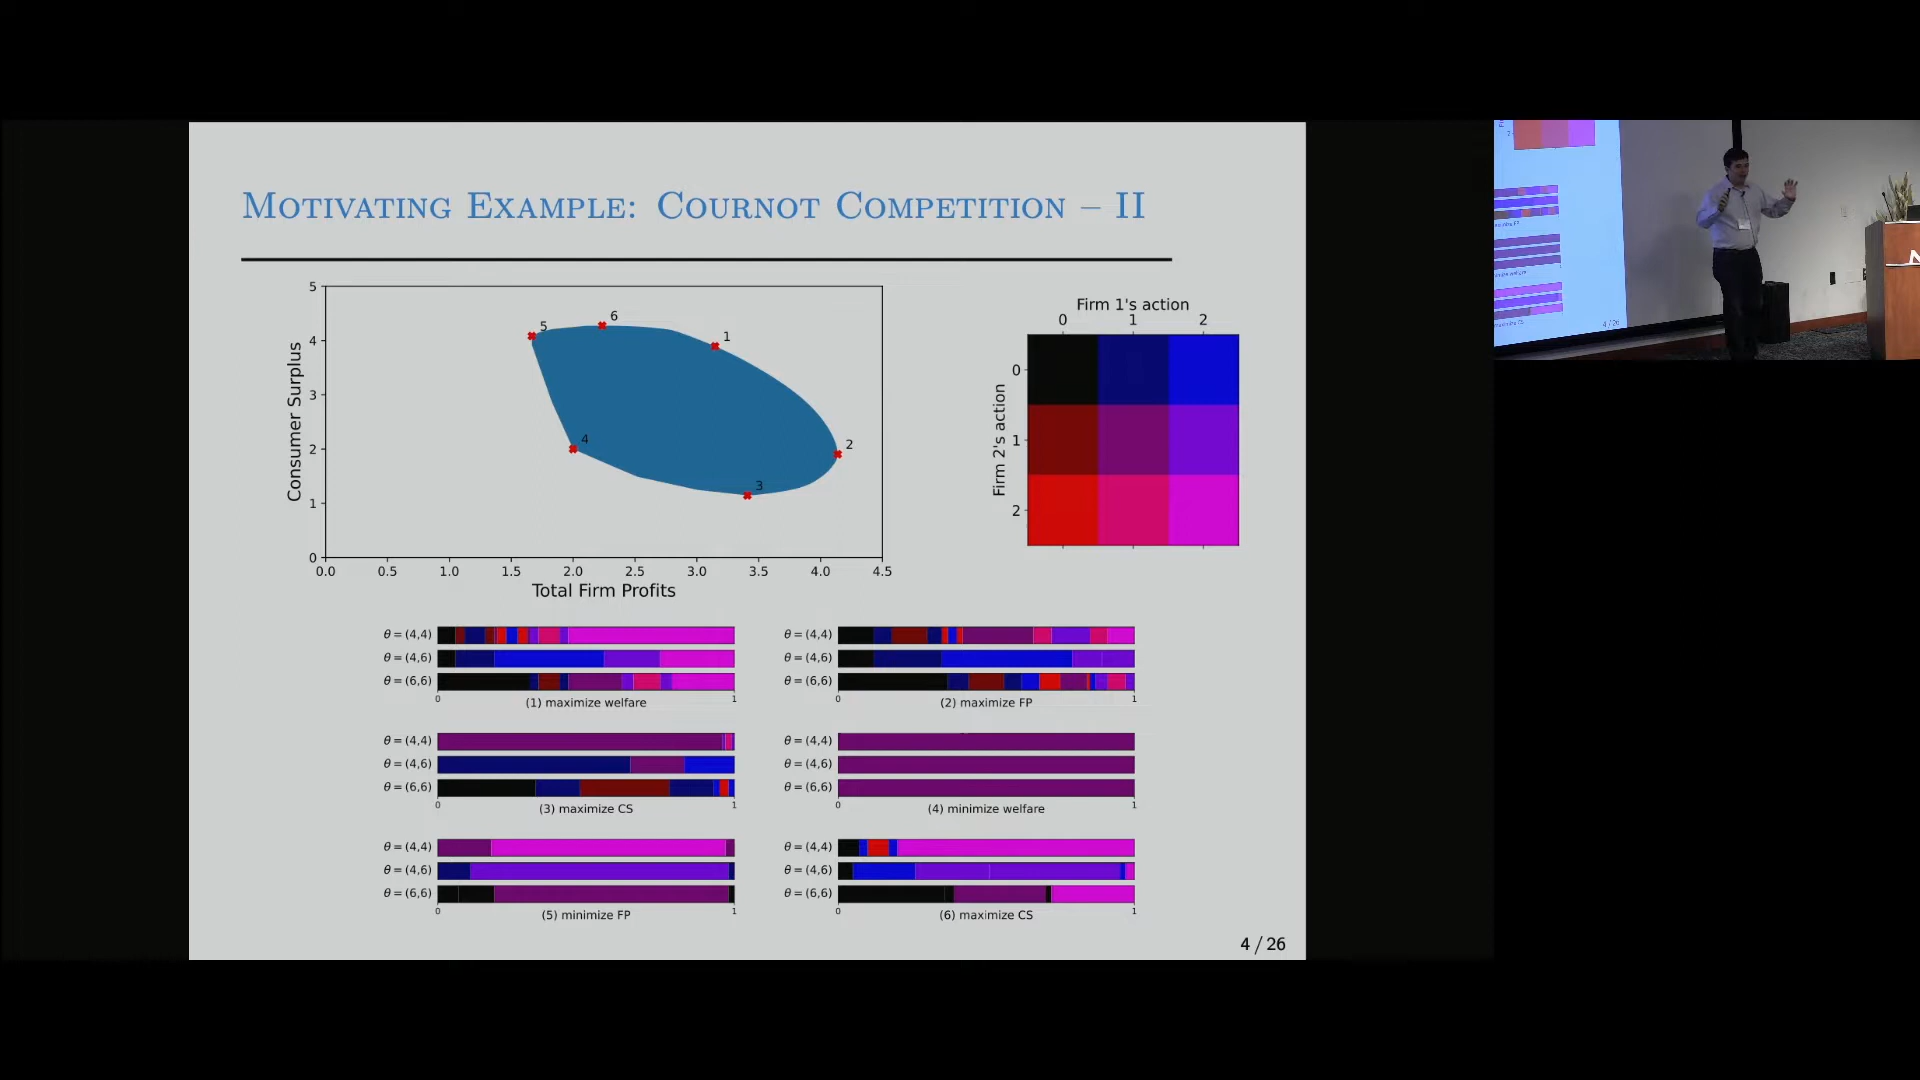 MOTIVATING EXAMPLE: COURNOT COMPETITION – II
5
4
3
2
1
0
Consumer Surplus
5
6
1
4
2
3
0.0 0.5 1.0 1.5 2.0 2.5 3.0 3.5 4.0 4.5
Total Firm Profits
Firm 1's action
0 1 2
Firm 2's action
0
1
2
θ = (4,4)
θ = (4,6)
θ = (6,6)
0 1
(1) maximize welfare
θ = (4,4)
θ = (4,6)
θ = (6,6)
0 1
(2) maximize FP
θ = (4,4)
θ = (4,6)
θ = (6,6)
0 1
(3) maximize CS
θ = (4,4)
θ = (4,6)
θ = (6,6)
0 1
(4) minimize welfare
θ = (4,4)
θ = (4,6)
θ = (6,6)
0 1
(5) minimize FP
θ = (4,4)
θ = (4,6)
θ = (6,6)
0 1
(6) maximize CS
4 / 26
4 / 26